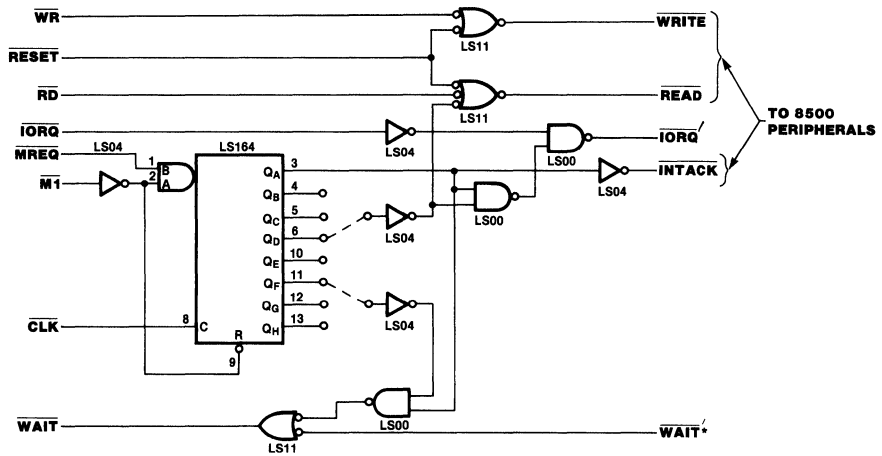 WR
WRITE
LS11
RESET
RD
READ
LS11
TO 8500
PERIPHERALS
IORQ
LS04
IORQ'
LS00
MREQ
LS04
LS164
1
B
2
A
M1
QA
3
INTACK
LS04
QB
4
LS00
QC
5
QD
6
LS04
QE
10
QF
11
QG
12
LS04
QH
13
CLK
8
C
R
9
WAIT
LS11
LS00
WAIT'*